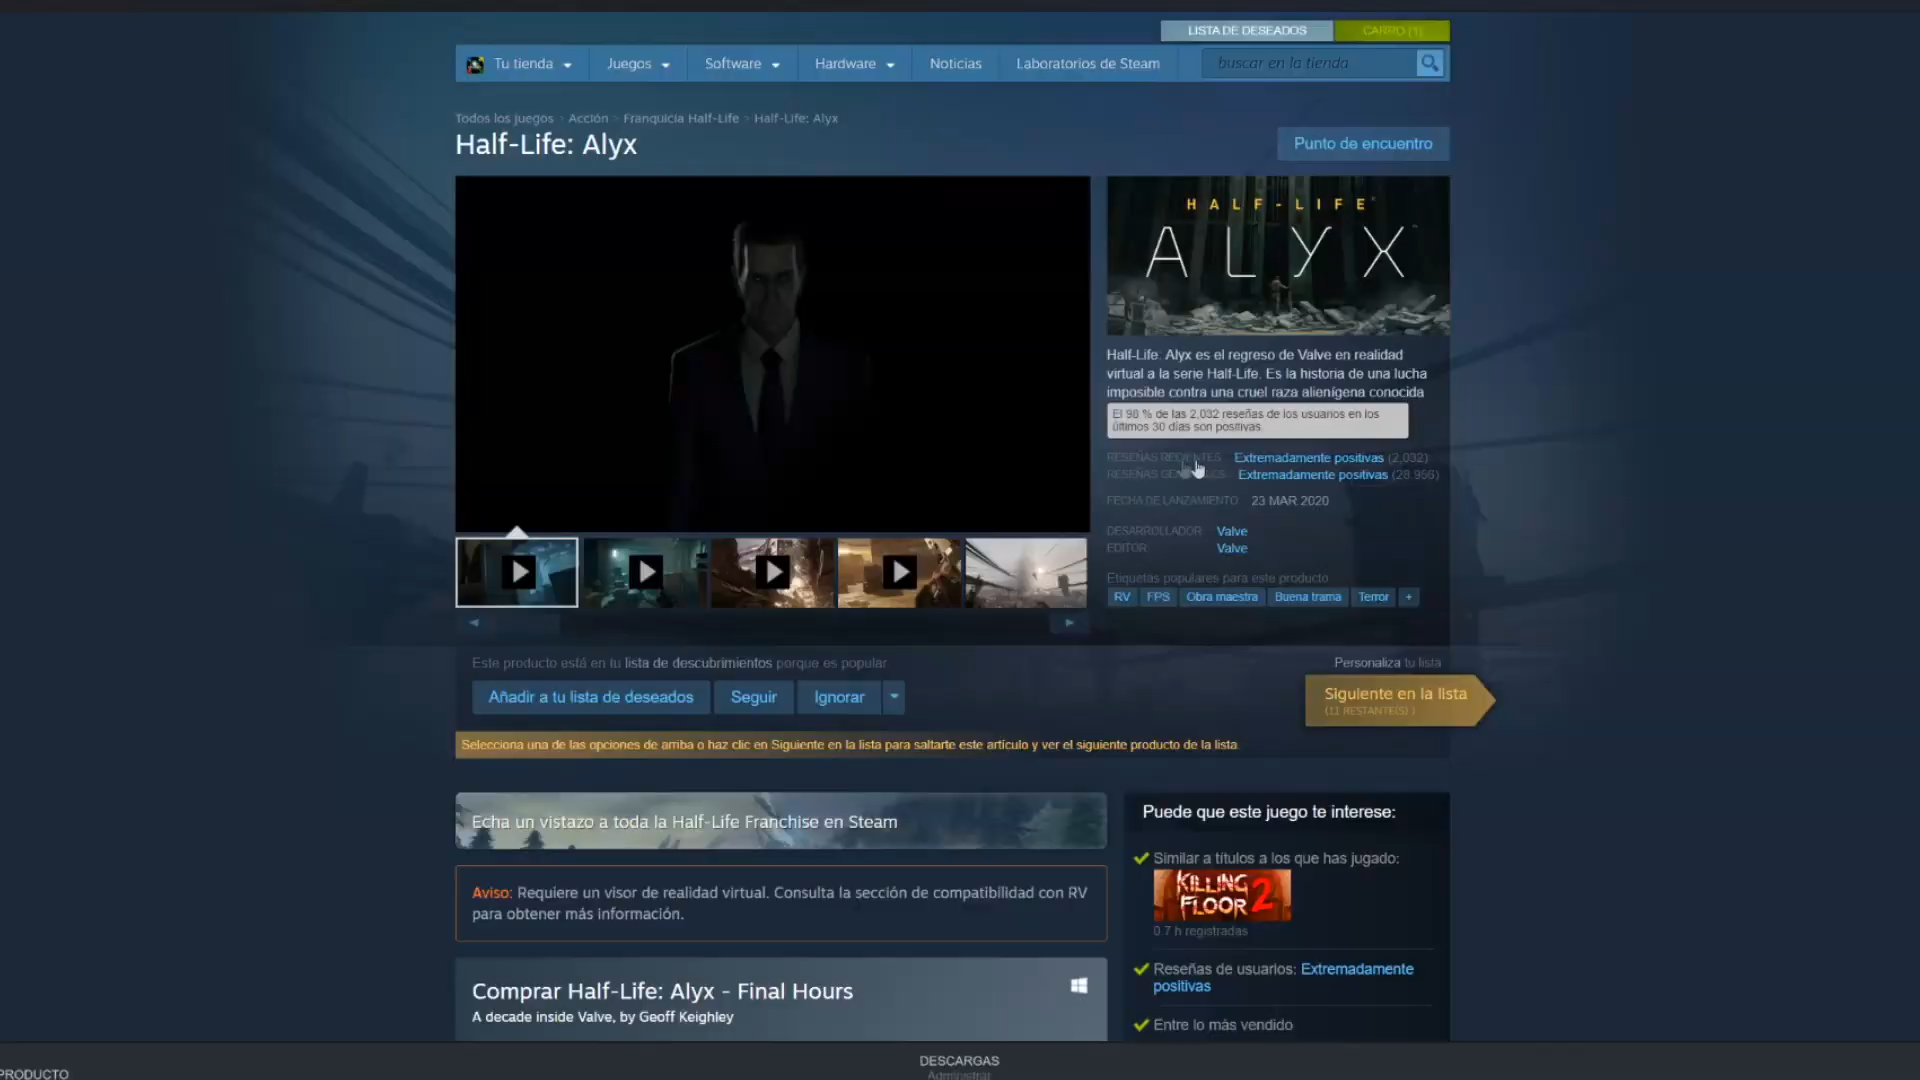 LISTA DE DESEADOS
CARRO (1)
Tu tienda
Juegos
Software
Hardware
Noticias
Laboratorios de Steam
buscar en la tienda
Todos los juegos > Acción > Franquicia Half-Life > Half-Life: Alyx
Half-Life: Alyx
Punto de encuentro
HALF-LIFE
ALYX
Half-Life: Alyx es el regreso de Valve en realidad
virtual a la serie Half-Life. Es la historia de una lucha
imposible contra una cruel raza alienígena conocida
El 98 % de las 2,032 reseñas de los usuarios en los
últimos 30 días son positivas.
RESEÑAS RECIENTES: Extremadamente positivas (2,032)
RESEÑAS Extremadamente positivas (28,956)
FECHA DE LANZAMIENTO: 23 MAR 2020
DESARROLLADOR: Valve
EDITOR: Valve
Etiquetas populares para este producto:
RV FPS Obra maestra Buena trama Terror +
Este producto está en tu lista de descubrimientos porque es popular
Personaliza tu lista
Añadir a tu lista de deseados
Seguir
Ignorar
Siguiente en la lista
(11 RESTANTE(S) )
Selecciona una de las opciones de arriba o haz clic en Siguiente en la lista para saltarte este artículo y ver el siguiente producto de la lista.
Echa un vistazo a toda la Half-Life Franchise en Steam
Aviso: Requiere un visor de realidad virtual. Consulta la sección de compatibilidad con RV
para obtener más información.
Comprar Half-Life: Alyx - Final Hours
A decade inside Valve, by Geoff Keighley
Puede que este juego te interese:
Similar a títulos a los que has jugado:
KILLING
FLOOR 2
0.7 h registradas
Reseñas de usuarios: Extremadamente
positivas
Entre lo más vendido
PRODUCTO
DESCARGAS
Administrar